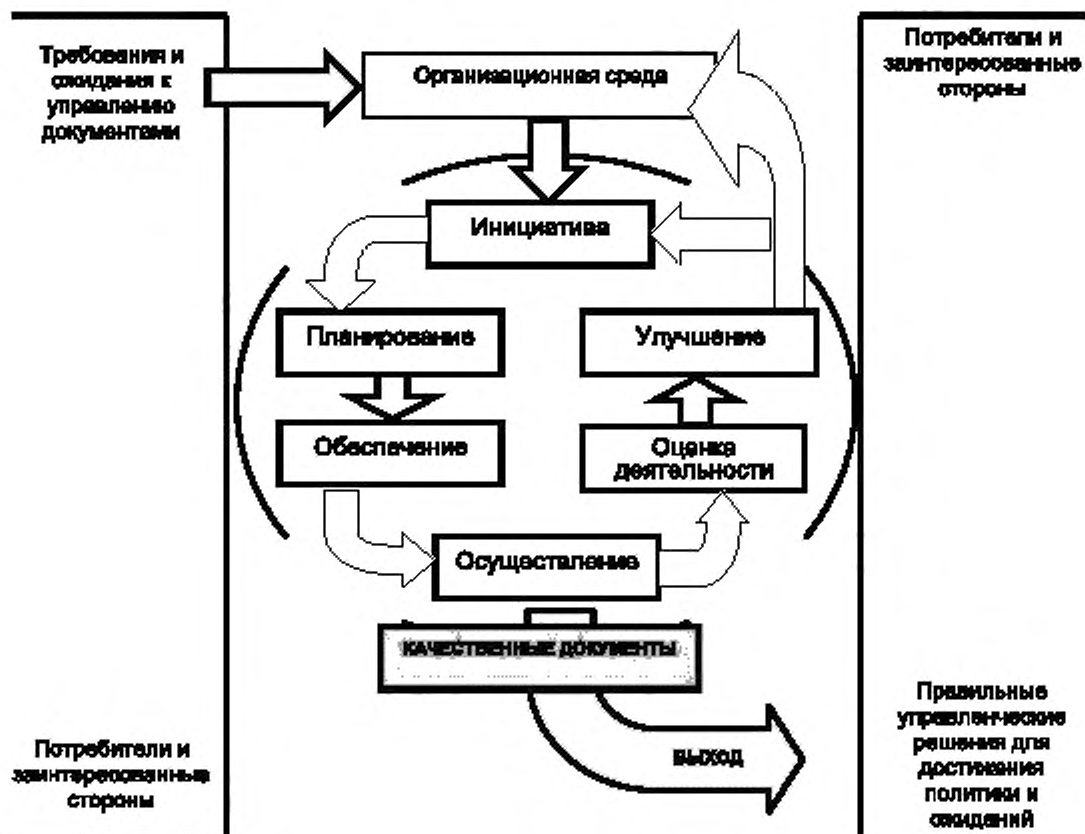 Требования и
ожидания к
управлению
документами
Организационная среда
Потребители и
заинтересованные
стороны
Инициатива
Планирование
Улучшение
Обеспечение
Оценка
деятельности
Осуществление
КАЧЕСТВЕННЫЕ ДОКУМЕНТЫ
ВЫХОД
Потребители и
заинтересованные
стороны
Правильные
управленческие
решения для
достижения
политики и
ожиданий